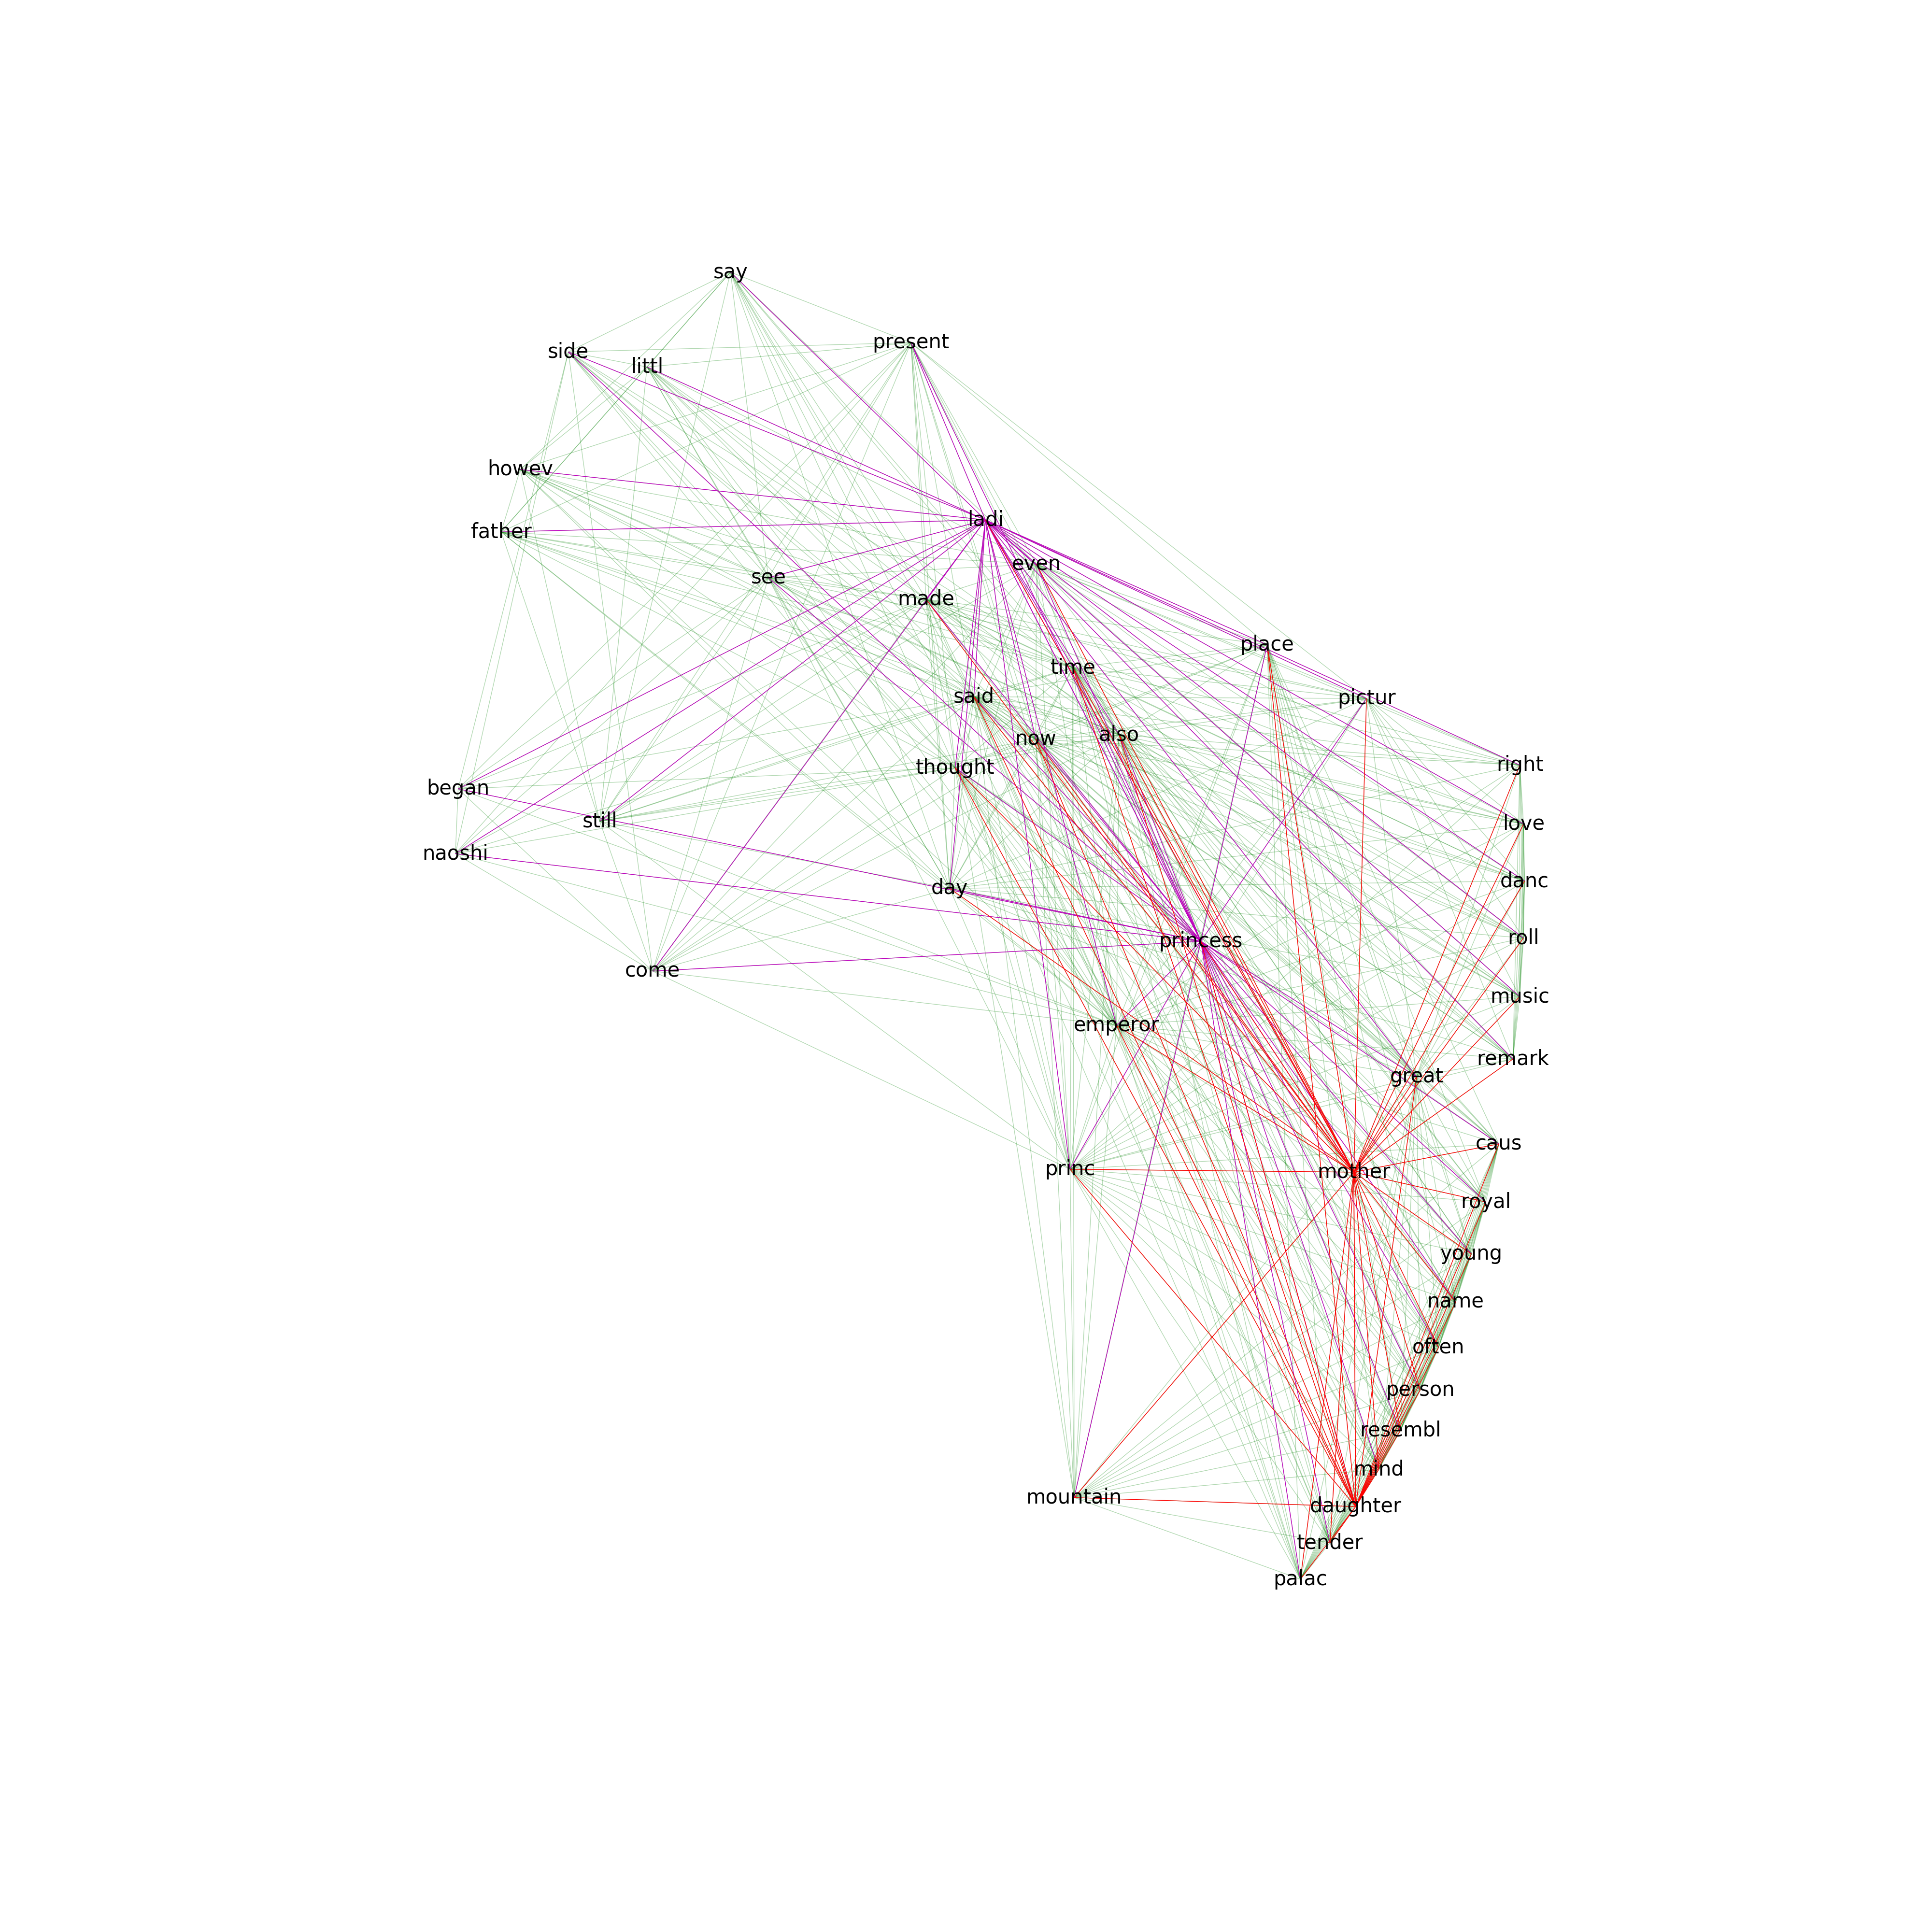 say
present
side
littl
howev
ladi
father
even
see
made
place
time
said
pictur
also
now
right
thought
began
still
love
naoshi
danc
day
roll
princess
come
music
emperor
remark
great
caus
princ
mother
royal
young
name
often
person
resembl
mind
mountain
daughter
tender
palac